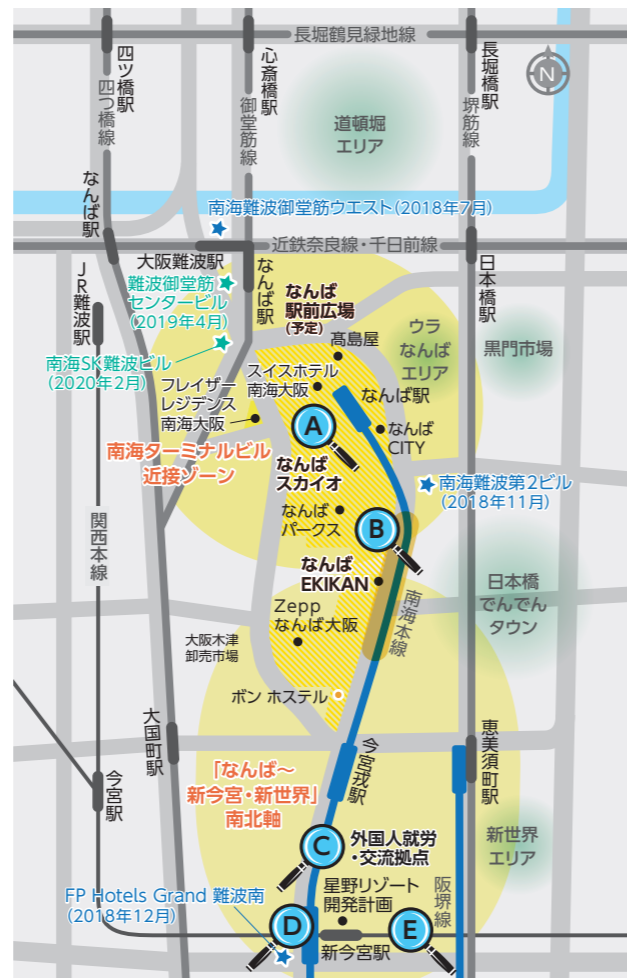 長堀鶴見緑地線
四ツ橋駅
四つ橋線
心斎橋駅
御堂筋線
長堀橋駅
堺筋線
N
道頓堀
エリア
なんば駅
南海難波御堂筋ウエスト(2018年7月)
近鉄奈良線・千日前線
大阪難波駅
なんば駅
日本橋駅
JR難波駅
難波御堂筋
センタービル
(2019年4月)
なんば
駅前広場
(予定)
髙島屋
ウラ
なんば
エリア
黒門市場
南海SK難波ビル
(2020年2月)
スイスホテル
南海大阪
なんば駅
フレイザー
レジデンス
南海大阪
A
なんば
CITY
南海ターミナルビル
近接ゾーン
なんば
スカイオ
南海難波第2ビル
(2018年11月)
なんば
パークス
B
関西本線
なんば
EKIKAN
南海本線
日本橋
でんでん
タウン
Zepp
なんば大阪
大阪木津
卸売市場
ボン ホステル
大国町駅
今宮戎駅
恵美須町駅
今宮駅
「なんば〜
新今宮・新世界」
南北軸
C
外国人就労
・交流拠点
新世界
エリア
FP Hotels Grand 難波南
(2018年12月)
星野リゾート
開発計画
阪堺線
D
E
新今宮駅